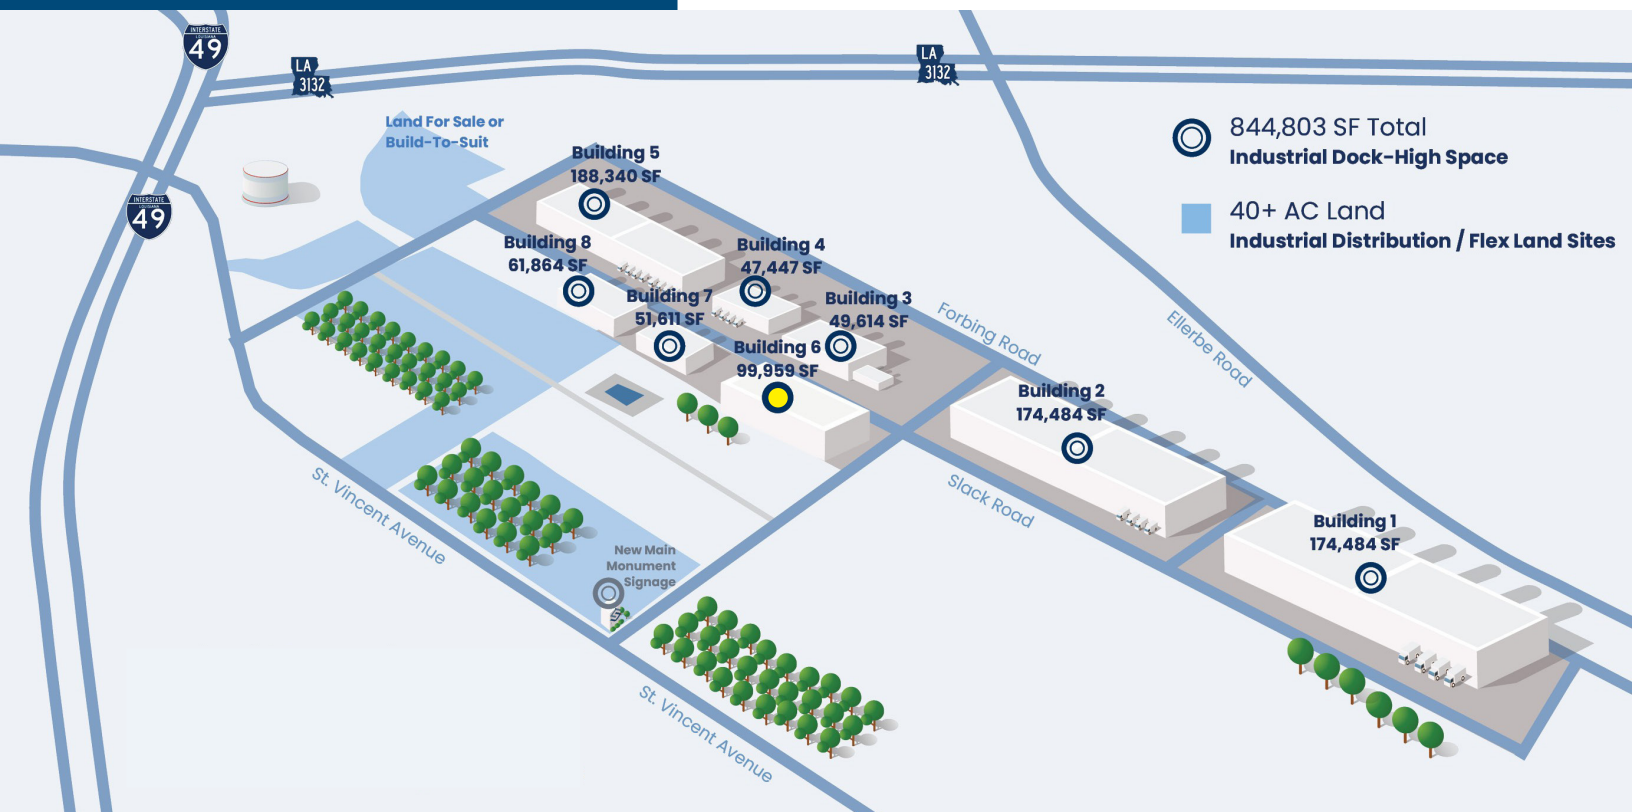 INTERSTATE
LOUISIANA
49
LA
3132
LA
3132
Land For Sale or
Build-To-Suit
Building 5
188,340 SF
844,803 SF Total
Industrial Dock-High Space
INTERSTATE
LOUISIANA
49
40+ AC Land
Industrial Distribution / Flex Land Sites
Building 8
61,864 SF
Building 4
47,447 SF
Building 7
51,611 SF
Building 3
49,614 SF
Building 6
99,959 SF
Forbing Road
Ellerbe Road
Building 2
174,484 SF
St. Vincent Avenue
Slack Road
Building 1
174,484 SF
New Main
Monument
Signage
St. Vincent Avenue